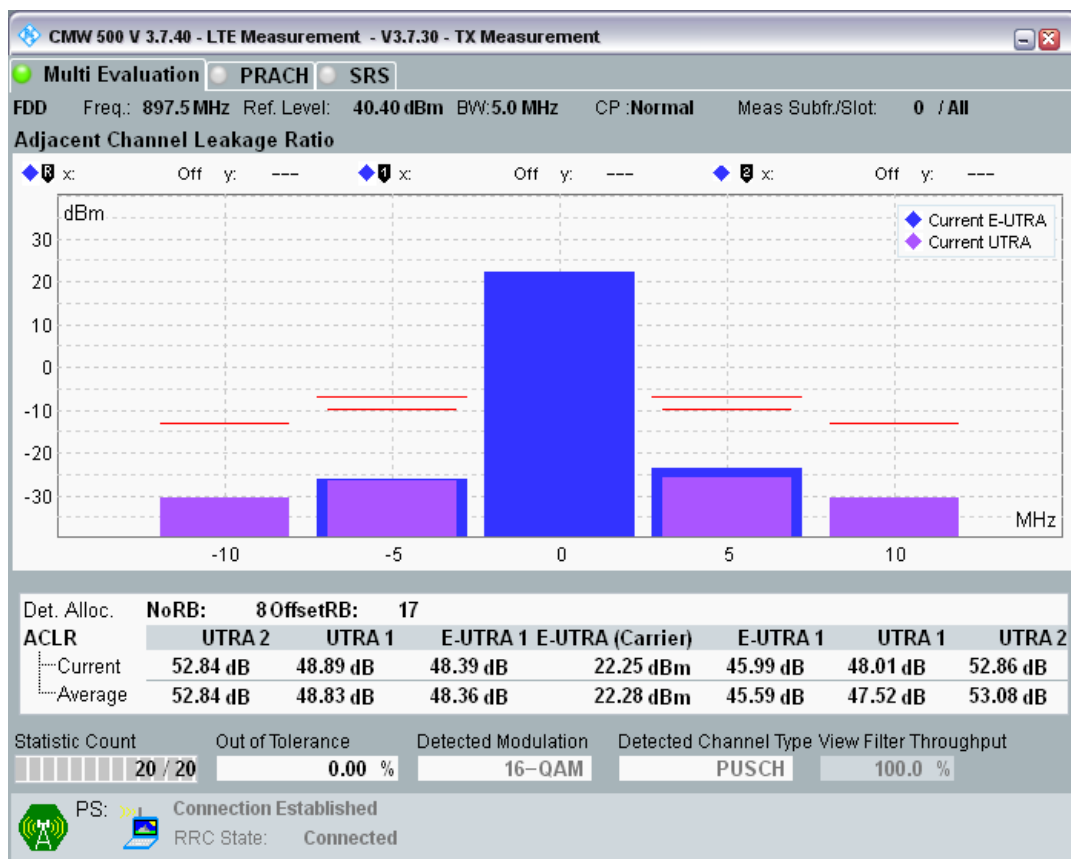 CMW 500 V 3.7.40 - LTE Measurement - V3.7.30 - TX Measurement
Multi Evaluation PRACH SRS
FDD Freq.: 897.5 MHz Ref. Level: 40.40 dBm BW:5.0 MHz CP :Normal Meas Subfr./Slot: 0 / All
Adjacent Channel Leakage Ratio
R x: Off y: --- 1 x: Off y: --- 2 x: Off y: ---
dBm
Current E-UTRA
Current UTRA
30
20
10
0
-10
-20
-30
MHz
-10 -5 0 5 10
Det. Alloc. NoRB: 8 OffsetRB: 17
ACLR UTRA 2 UTRA 1 E-UTRA 1 E-UTRA (Carrier) E-UTRA 1 UTRA 1 UTRA 2
Current 52.84 dB 48.89 dB 48.39 dB 22.25 dBm 45.99 dB 48.01 dB 52.86 dB
Average 52.84 dB 48.83 dB 48.36 dB 22.28 dBm 45.59 dB 47.52 dB 53.08 dB
Statistic Count Out of Tolerance Detected Modulation Detected Channel Type View Filter Throughput
20 / 20 0.00 % 16-QAM PUSCH 100.0 %
PS: Connection Established
RRC State: Connected